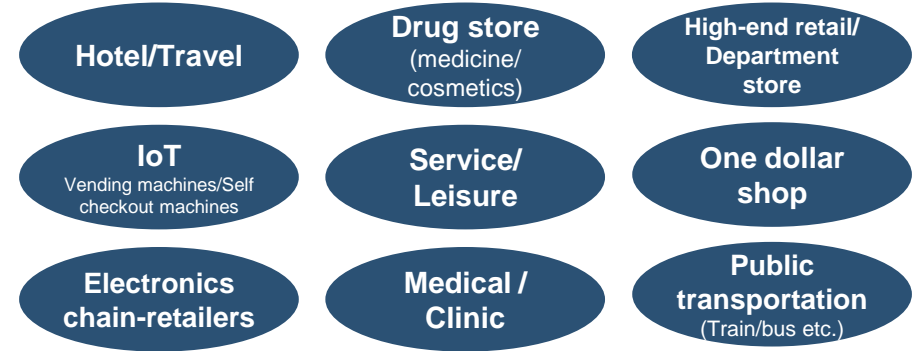 Hotel/Travel
Drug store
(medicine/
cosmetics)
High-end retail/
Department
store
IoT
Vending machines/Self
checkout machines
Service/
Leisure
One dollar
shop
Electronics
chain-retailers
Medical /
Clinic
Public
transportation
(Train/bus etc.)